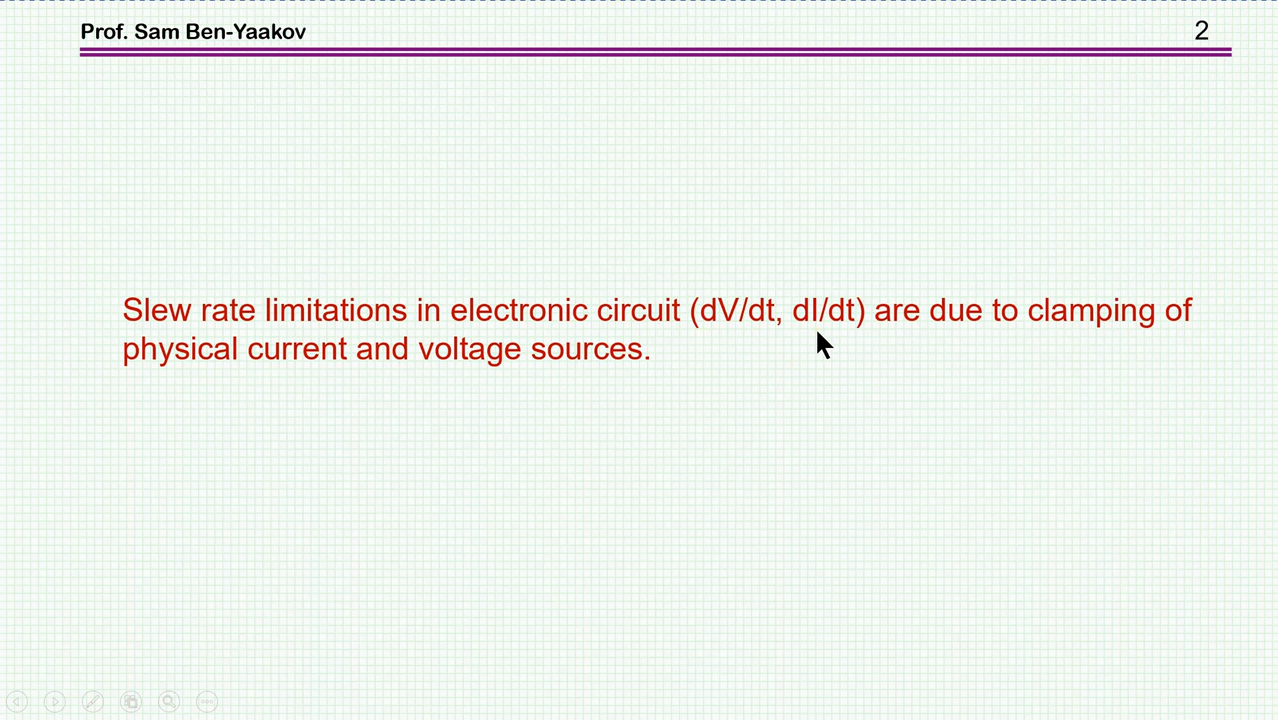 Prof. Sam Ben-Yaakov
2
Slew rate limitations in electronic circuit (dV/dt, dI/dt) are due to clamping of
physical current and voltage sources.